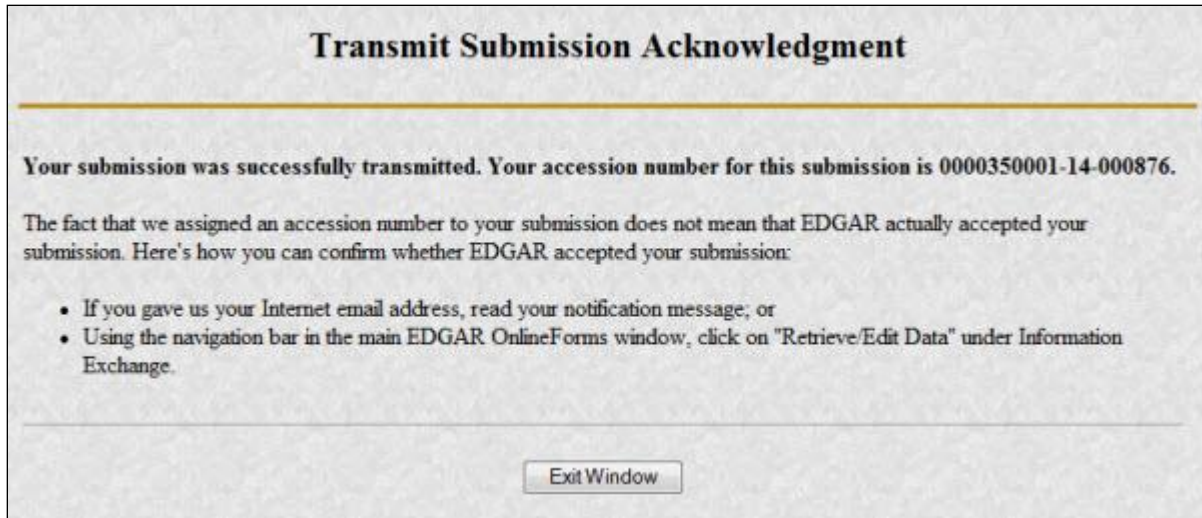 Transmit Submission Acknowledgment
Your submission was successfully transmitted. Your accession number for this submission is 0000350001-14-000876.
The fact that we assigned an accession number to your submission does not mean that EDGAR actually accepted your
submission. Here's how you can confirm whether EDGAR accepted your submission:
• If you gave us your Internet email address, read your notification message; or
• Using the navigation bar in the main EDGAR OnlineForms window, click on "Retrieve/Edit Data" under Information
Exchange.
Exit Window